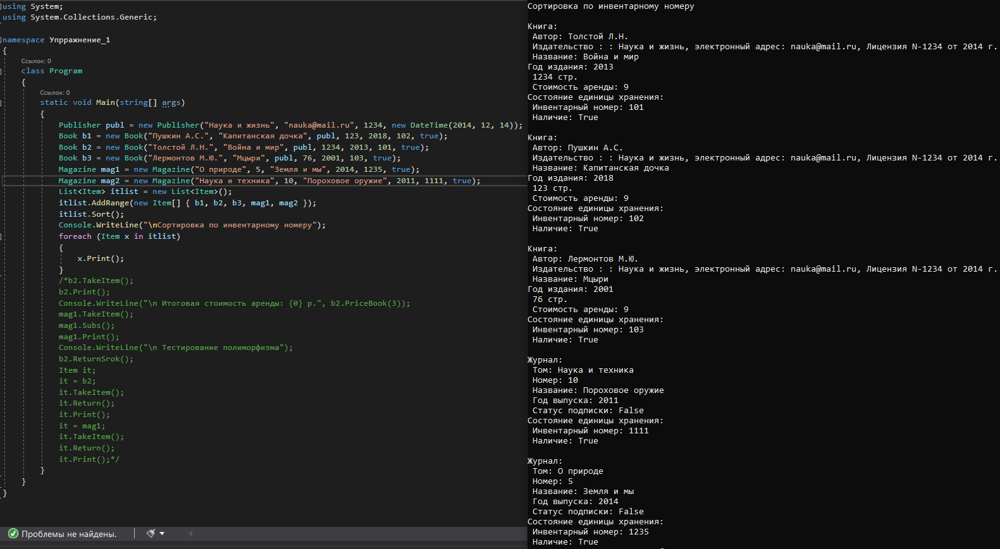 using System;
using System.Collections.Generic;
namespace Упрражнение_1
{
Ссылок: 0
class Program
{
Ссылок: 0
static void Main(string[] args)
{
Publisher publ = new Publisher("Наука и жизнь", "nauka@mail.ru", 1234, new DateTime(2014, 12, 14));
Book b1 = new Book("Пушкин А.С.", "Капитанская дочка", publ, 123, 2018, 102, true);
Book b2 = new Book("Толстой Л.Н.", "Война и мир", publ, 1234, 2013, 101, true);
Book b3 = new Book("Лермонтов М.Ю.", "Мцыри", publ, 76, 2001, 103, true);
Magazine mag1 = new Magazine("О природе", 5, "Земля и мы", 2014, 1235, true);
Magazine mag2 = new Magazine("Наука и техника", 10, "Пороховое оружие", 2011, 1111, true);
List<Item> itlist = new List<Item>();
itlist.AddRange(new Item[] { b1, b2, b3, mag1, mag2 });
itlist.Sort();
Console.WriteLine("\nСортировка по инвентарному номеру");
foreach (Item x in itlist)
{
x.Print();
}
/*b2.TakeItem();
b2.Print();
Console.WriteLine("\n Итоговая стоимость аренды: {0} р.", b2.PriceBook(3));
mag1.TakeItem();
mag1.Subs();
mag1.Print();
Console.WriteLine("\n Тестирование полиморфизма");
b2.ReturnSrok();
Item it;
it = b2;
it.TakeItem();
it.Return();
it.Print();
it = mag1;
it.TakeItem();
it.Return();
it.Print();*/
}
}
}
Проблемы не найдены.
Сортировка по инвентарному номеру
Книга:
Автор: Толстой Л.Н.
Издательство : : Наука и жизнь, электронный адрес: nauka@mail.ru, Лицензия N-1234 от 2014 г.
Название: Война и мир
Год издания: 2013
1234 стр.
Стоимость аренды: 9
Состояние единицы хранения:
Инвентарный номер: 101
Наличие: True
Книга:
Автор: Пушкин А.С.
Издательство : : Наука и жизнь, электронный адрес: nauka@mail.ru, Лицензия N-1234 от 2014 г.
Название: Капитанская дочка
Год издания: 2018
123 стр.
Стоимость аренды: 9
Состояние единицы хранения:
Инвентарный номер: 102
Наличие: True
Книга:
Автор: Лермонтов М.Ю.
Издательство : : Наука и жизнь, электронный адрес: nauka@mail.ru, Лицензия N-1234 от 2014 г.
Название: Мцыри
Год издания: 2001
76 стр.
Стоимость аренды: 9
Состояние единицы хранения:
Инвентарный номер: 103
Наличие: True
Журнал:
Том: Наука и техника
Номер: 10
Название: Пороховое оружие
Год выпуска: 2011
Статус подписки: False
Состояние единицы хранения:
Инвентарный номер: 1111
Наличие: True
Журнал:
Том: О природе
Номер: 5
Название: Земля и мы
Год выпуска: 2014
Статус подписки: False
Состояние единицы хранения:
Инвентарный номер: 1235
Наличие: True